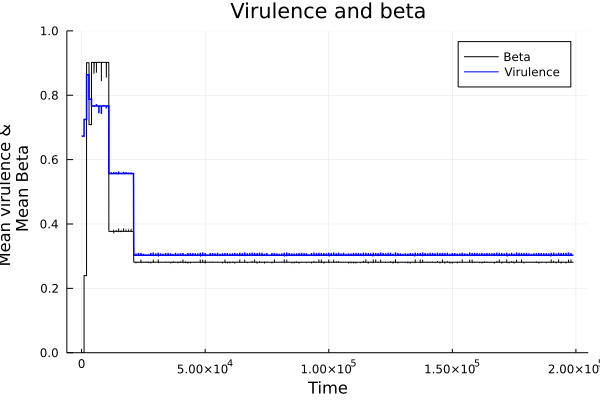 Virulence and beta
Mean virulence &
Mean Beta
1.0
0.8
0.6
0.4
0.2
0.0
Beta
Virulence
0
5.00×10⁴
1.00×10⁵
1.50×10⁵
2.00×10⁵
Time